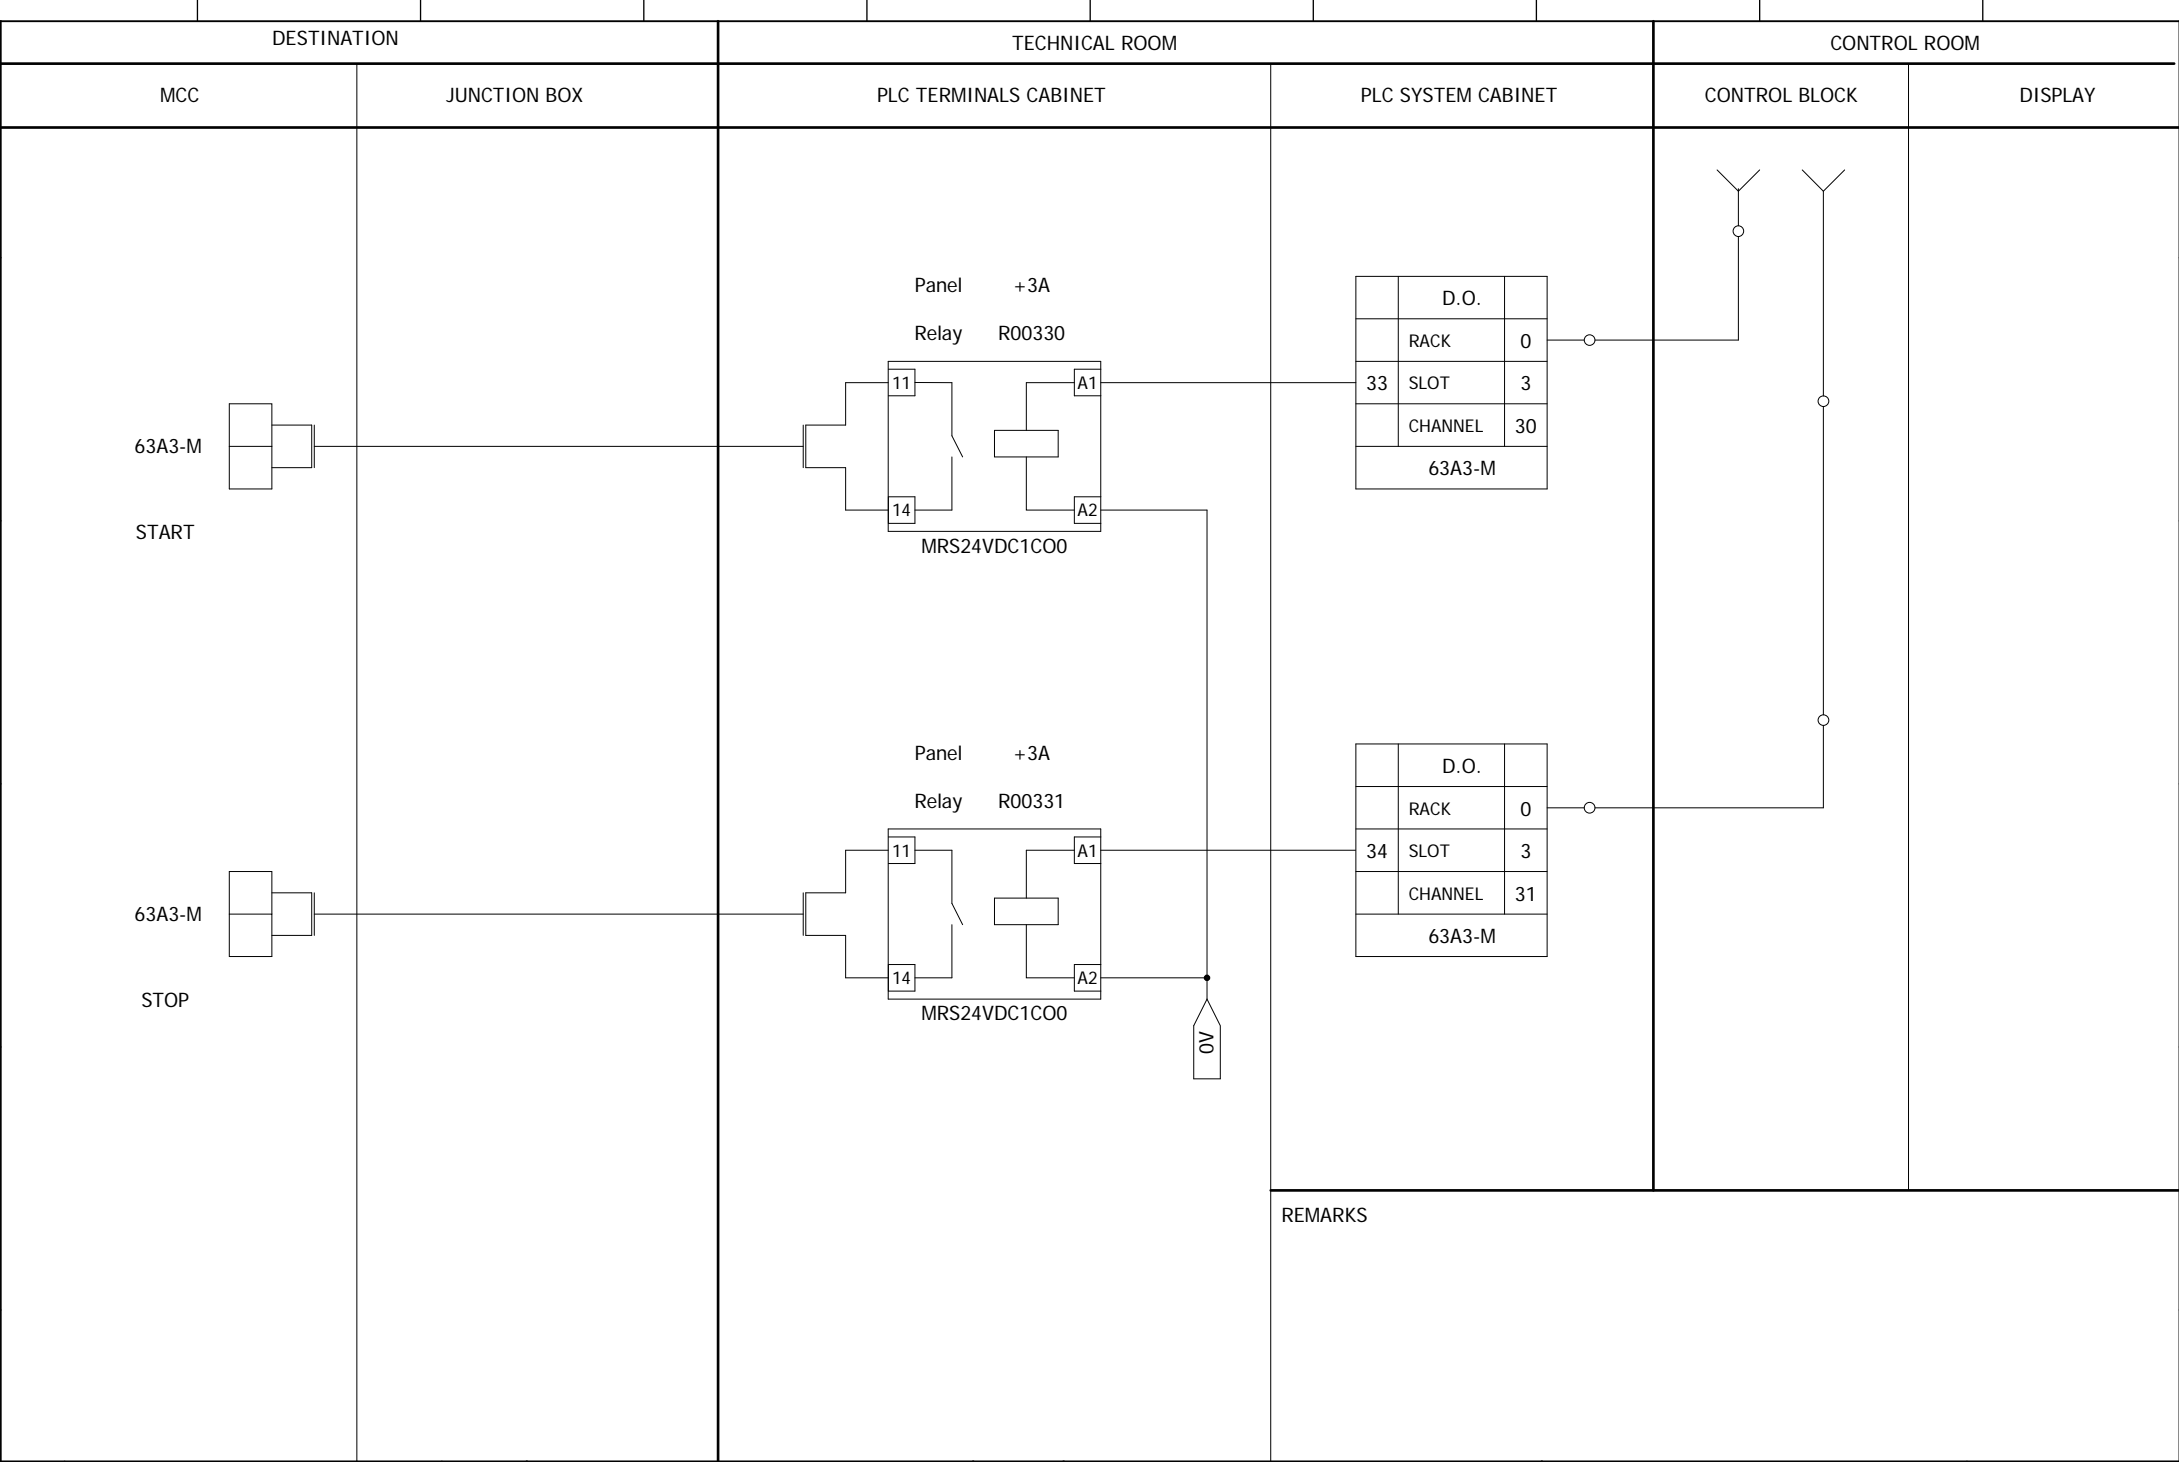 DESTINATION TECHNICAL ROOM CONTROL ROOM
MCC JUNCTION BOX PLC TERMINALS CABINET PLC SYSTEM CABINET CONTROL BLOCK DISPLAY
Panel +3A
D.O.
Relay R00330
RACK 0
11 A1 33 SLOT 3
CHANNEL 30
63A3-M
63A3-M
14 A2
START
MRS24VDC1CO0
Panel +3A
D.O.
Relay R00331
RACK 0
11 A1 34 SLOT 3
CHANNEL 31
63A3-M
63A3-M
14 A2
STOP
MRS24VDC1CO0
0V
REMARKS